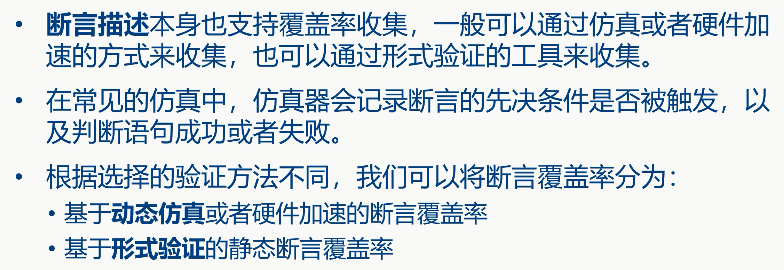 • 断言描述本身也支持覆盖率收集，一般可以通过仿真或者硬件加
速的方式来收集，也可以通过形式验证的工具来收集。
• 在常见的仿真中，仿真器会记录断言的先决条件是否被触发，以
及判断语句成功或者失败。
• 根据选择的验证方法不同，我们可以将断言覆盖率分为：
• 基于动态仿真或者硬件加速的断言覆盖率
• 基于形式验证的静态断言覆盖率